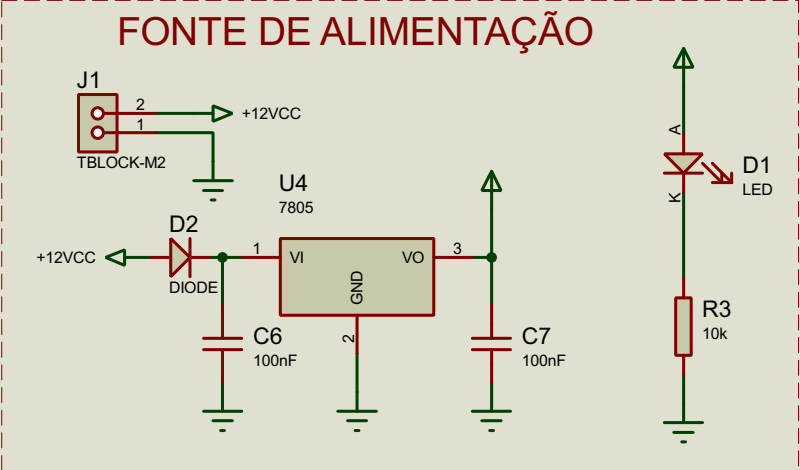 FONTE DE ALIMENTAÇÃO
J1
2
+12VCC
1
TBLOCK-M2
U4
7805
D2
+12VCC
DIODE
1
VI
VO
3
GND
2
C6
100nF
C7
100nF
A
D1
LED
K
R3
10k